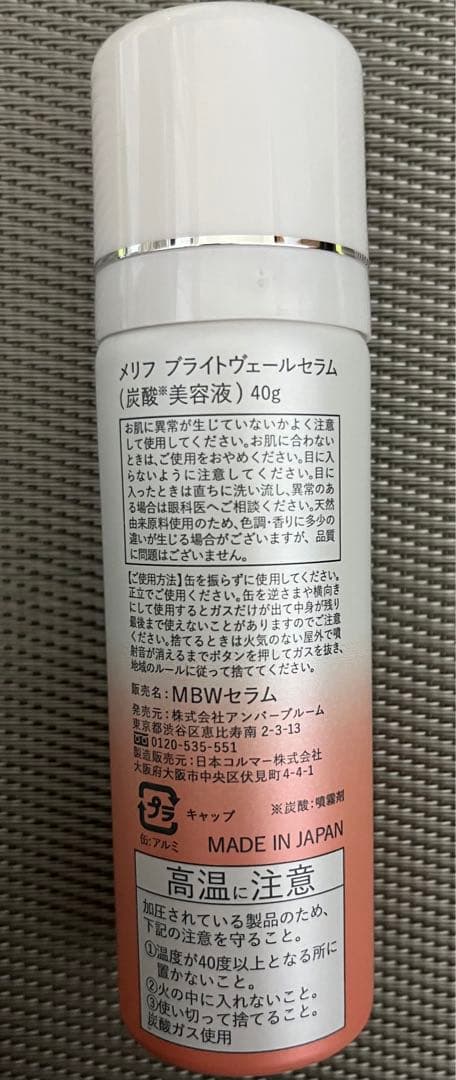 メリフ ブライトヴェールセラム
(炭酸※美容液) 40g
お肌に異常が生じていないかよく注意
して使用してください。お肌に合わない
ときは、ご使用をおやめください。目に入
らないように注意してください。目に
入ったときは直ちに洗い流し、異常のあ
る場合は眼科医へご相談ください。天然
由来原料使用のため、色調・香りに多少の
違いが生じる場合がございますが、品質
に問題はございません。
【ご使用方法】缶を振らずに使用してください。
正立でご使用ください。缶を逆さまや横向き
にして使用するとガスだけが出て中身が残り
最後まで使えないことがありますのでご注意
ください。捨てるときは火気のない屋外で噴
射音が消えるまでボタンを押してガスを抜き、
地域のルールに従って捨ててください。
販売名:MBWセラム
発売元:株式会社アンバーブルーム
東京都渋谷区恵比寿南 2-3-13
0120-535-551
製造販売元:日本コルマー株式会社
大阪府大阪市中央区伏見町4-4-1
プラ キャップ ※炭酸:噴霧剤
缶:アルミ MADE IN JAPAN
高温に注意
加圧されている製品のため、
下記の注意を守ること。
①温度が40度以上となる所に
置かないこと。
②火の中に入れないこと。
③使い切って捨てること。
炭酸ガス使用